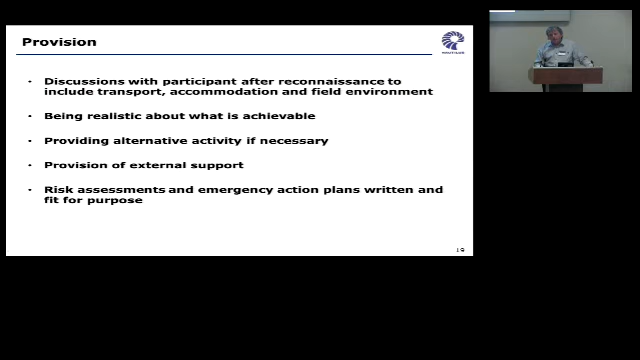 Provision
· Discussions with participant after reconnaissance to
include transport, accommodation and field environment
· Being realistic about what is achievable
· Providing alternative activity if necessary
· Provision of external support
· Risk assessments and emergency action plans written and
fit for purpose
19